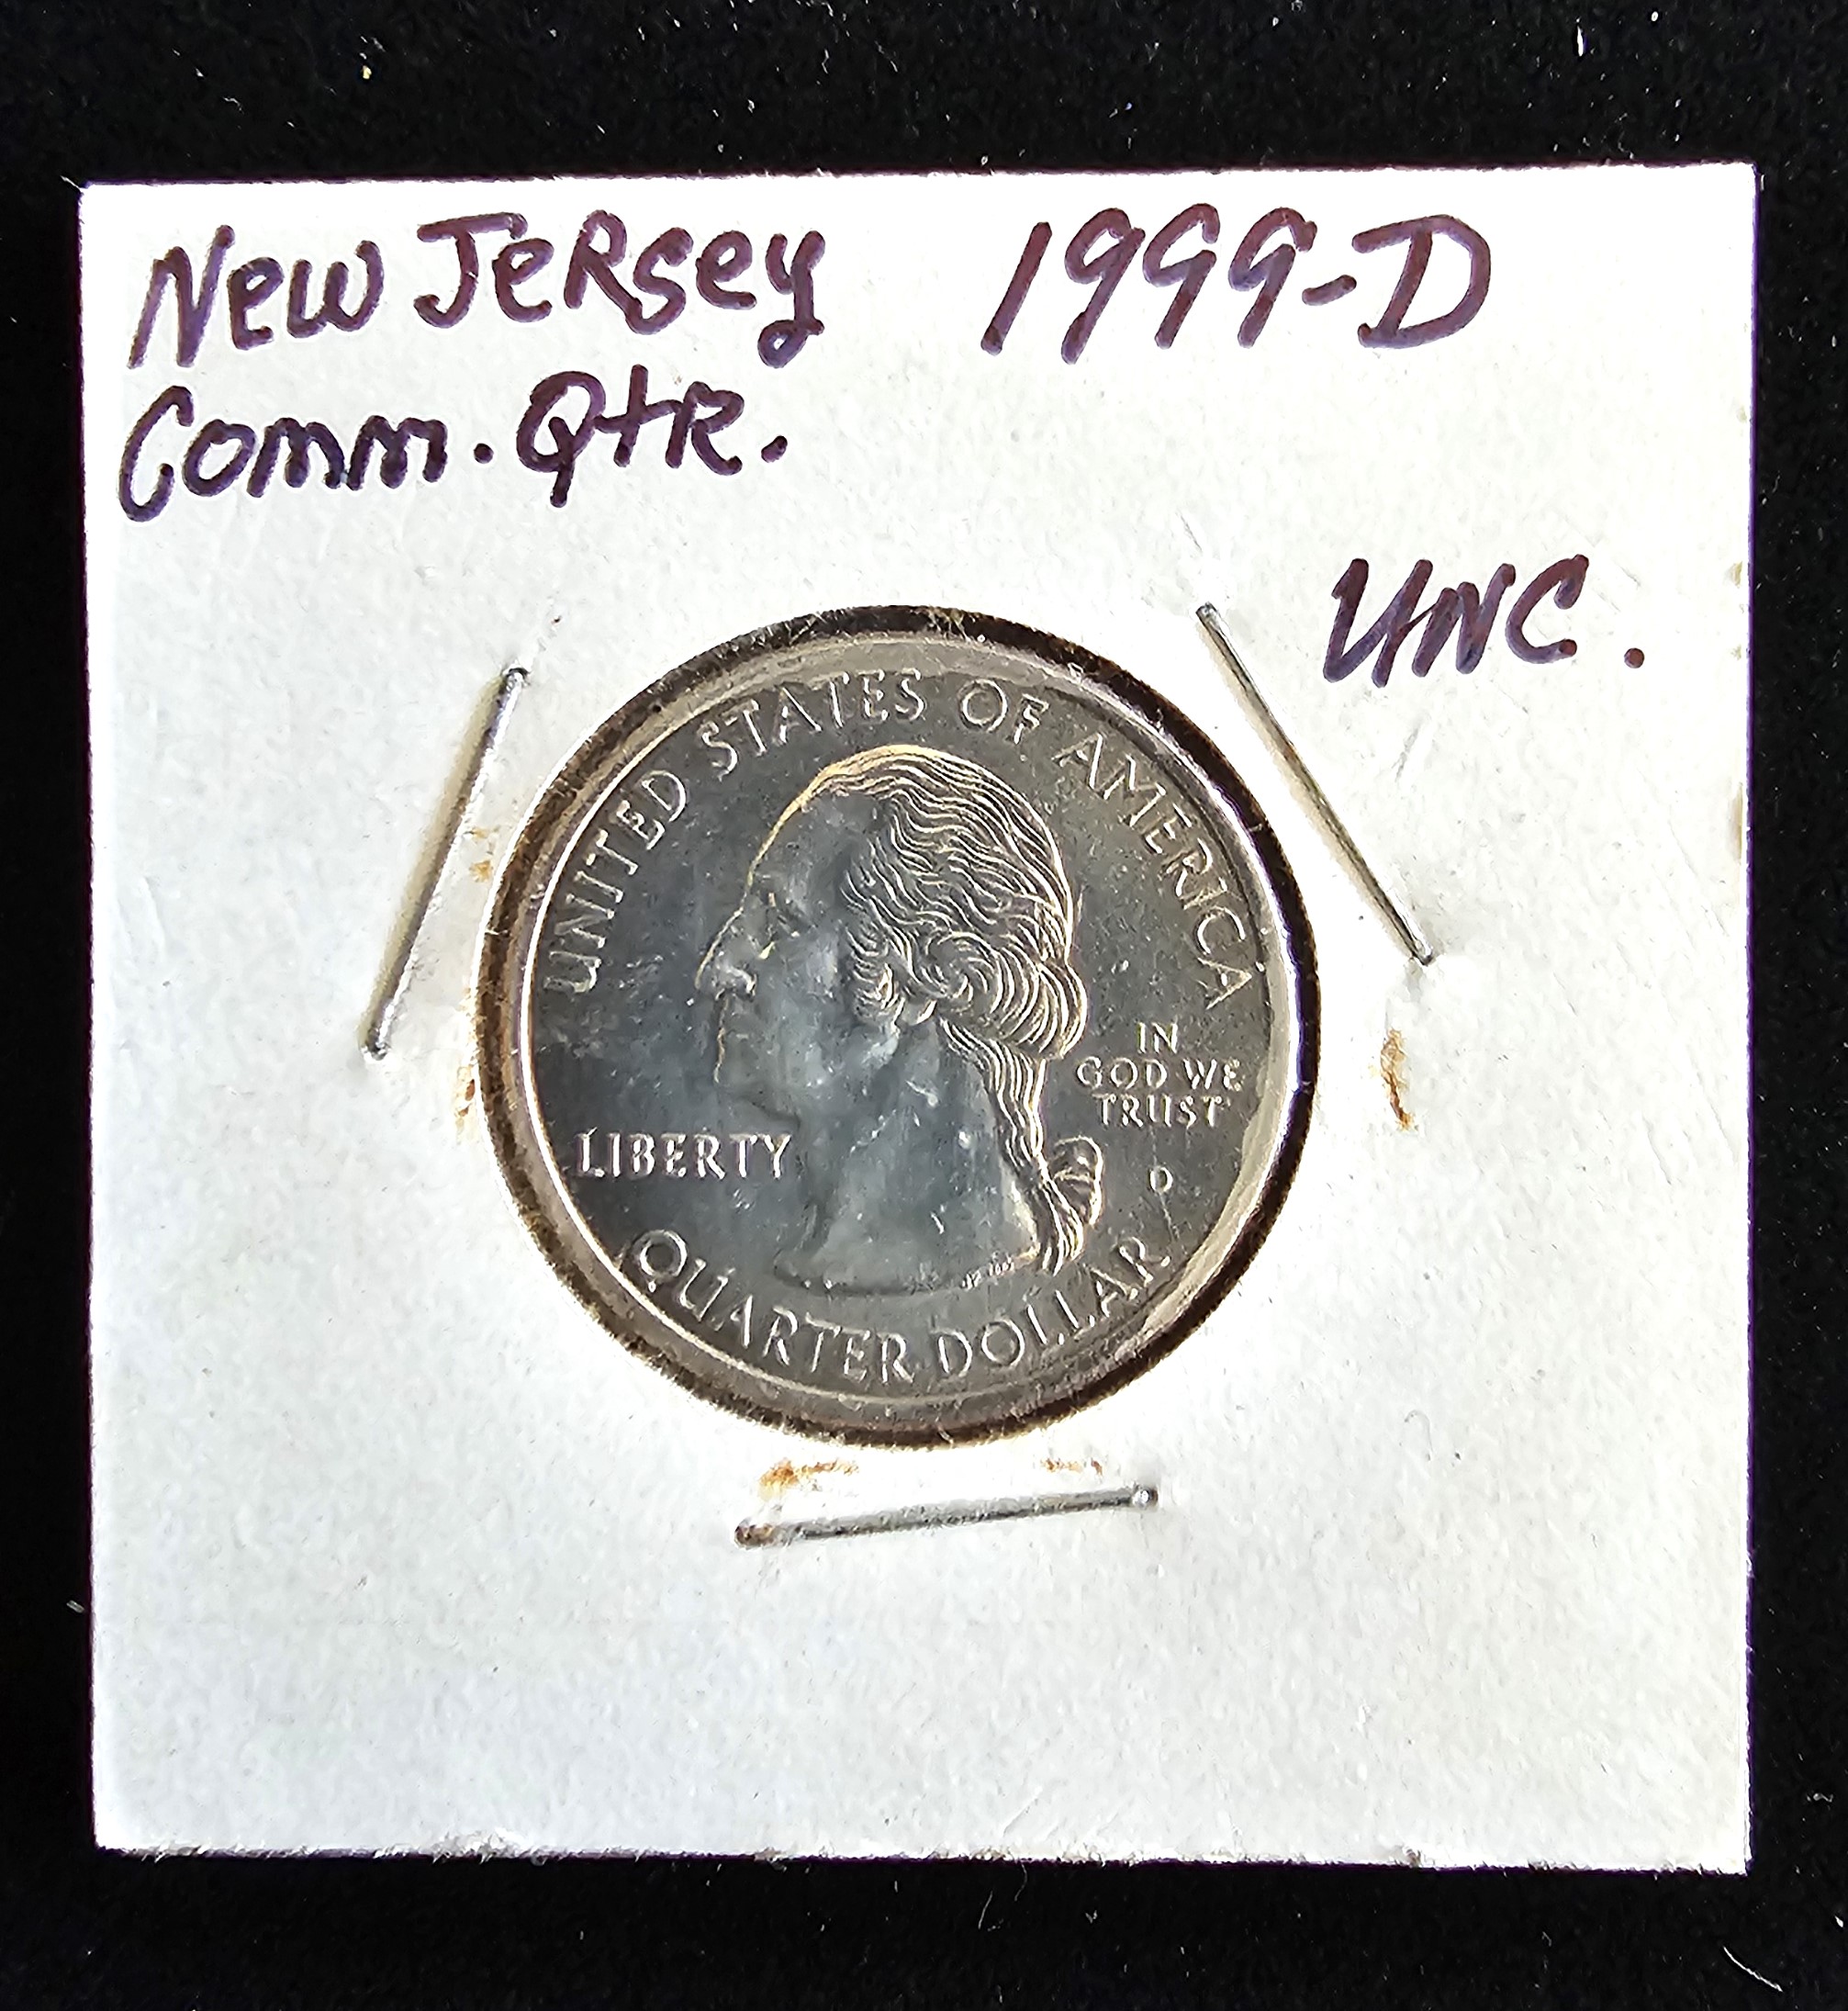 New Jersey 1999-D
Comm. Qtr.
UNC.
UNITED STATES OF AMERICA
IN
GOD WE
TRUST
LIBERTY
D
QUARTER DOLLAR